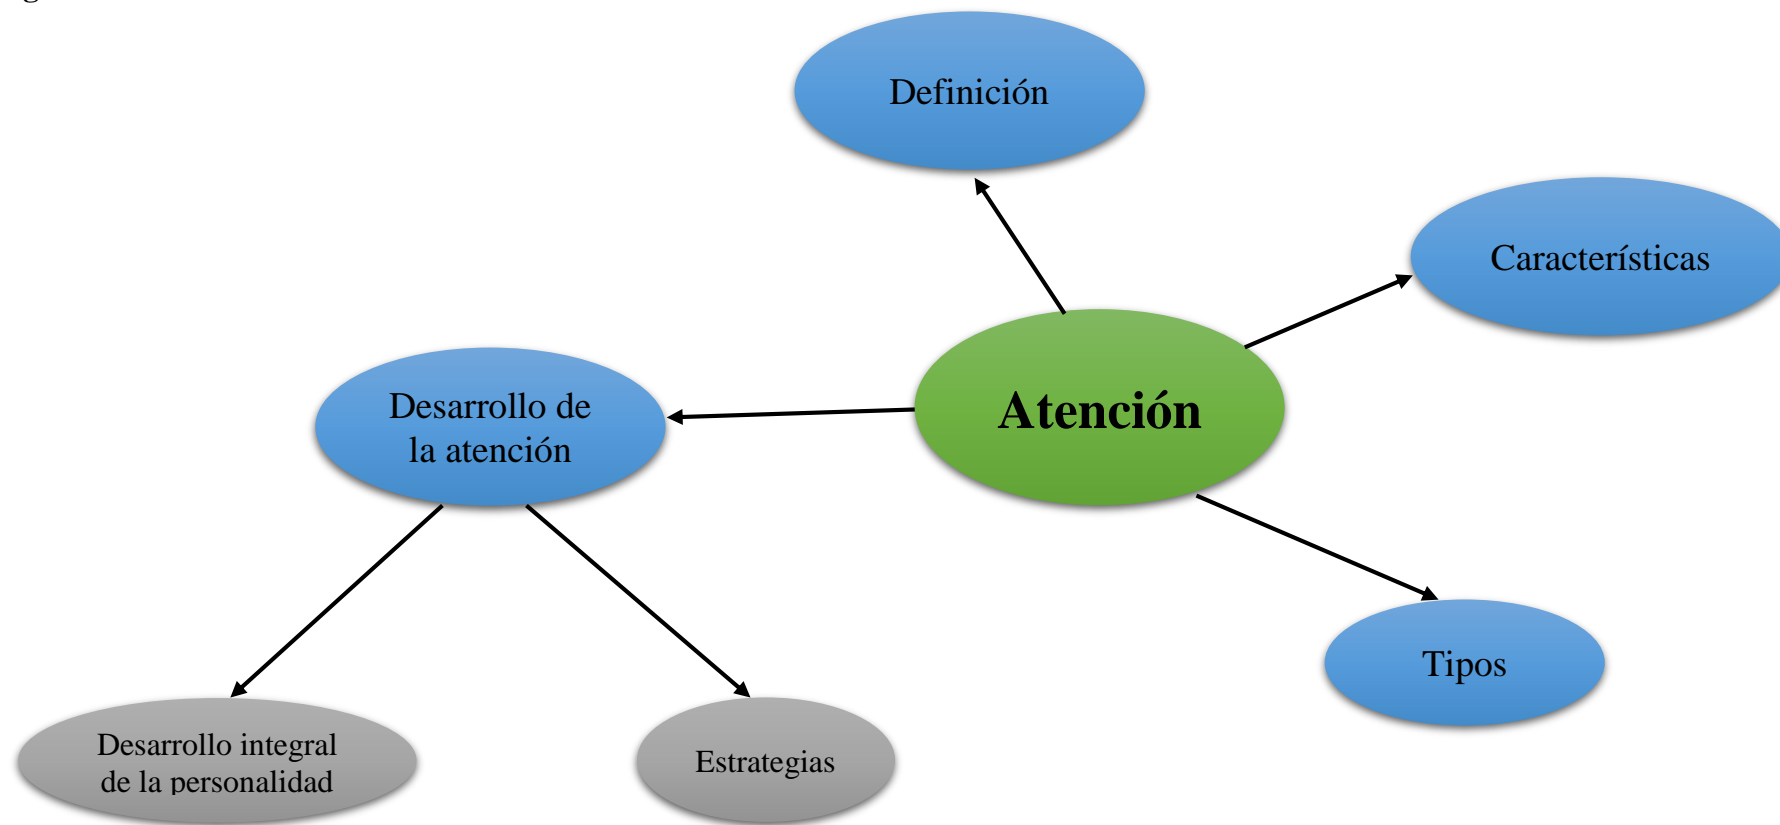 g
Definición
Características
Atención
Desarrollo de
la atención
Tipos
Desarrollo integral
de la personalidad
Estrategias